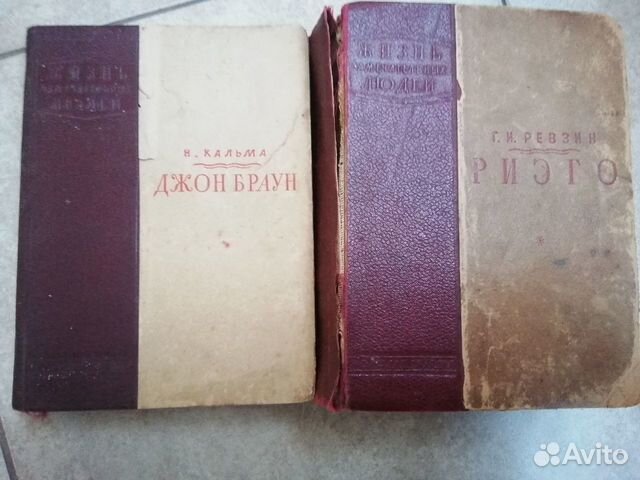 ЖИЗНЬ
ЗАМЕЧАТЕЛЬНЫХ
ЛЮДЕЙ
Н. КАЛЬМА
ДЖОН БРАУН
ЖИЗНЬ
ЗАМЕЧАТЕЛЬНЫХ
ЛЮДЕЙ
Г. И. РЕВЗИН
РИЭГО
*
Avito